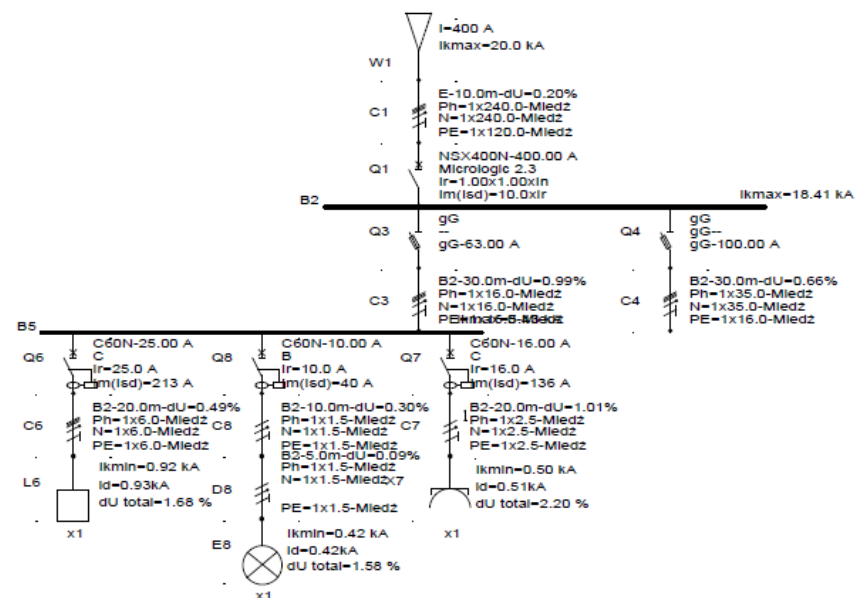 I=400 A
Ikmax=20.0 kA
W1
E-10.0m-dU=0.20%
C1
Ph=1x240.0-Miedź
N=1x240.0-Miedź
PE=1x120.0-Miedź
NSX400N-400.00 A
Q1
Micrologic 2.3
Ir=1.00x1.00xIn
Im(Isd)=10.0xIr
B2
Ikmax=18.41 kA
gG
Q3
--
gG-63.00 A
gG
Q4
gG--
gG-100.00 A
B2-30.0m-dU=0.99%
C3
Ph=1x16.0-Miedź
N=1x16.0-Miedź
B2-30.0m-dU=0.66%
C4
Ph=1x35.0-Miedź
N=1x35.0-Miedź
PE=1x16.0-Miedź
B5
C60N-25.00 A
Q6
C
Ir=25.0 A
Im(Isd)=213 A
C60N-10.00 A
Q8
B
Ir=10.0 A
Im(Isd)=40 A
C60N-16.00 A
Q7
C
Ir=16.0 A
Im(Isd)=136 A
B2-20.0m-dU=0.49%
C6
Ph=1x6.0-Miedź
N=1x6.0-Miedź
PE=1x6.0-Miedź
B2-10.0m-dU=0.30%
C8
Ph=1x1.5-Miedź
N=1x1.5-Miedź
PE=1x1.5-Miedź
B2-20.0m-dU=1.01%
C7
Ph=1x2.5-Miedź
N=1x2.5-Miedź
PE=1x2.5-Miedź
B2-5.0m-dU=0.09%
Ph=1x1.5-Miedź
N=1x1.5-Miedź x7
D8
PE=1x1.5-Miedź
Ikmin=0.92 kA
L6
Id=0.93kA
dU total=1.68 %
x1
Ikmin=0.50 kA
Id=0.51kA
dU total=2.20 %
x1
Ikmin=0.42 kA
E8
Id=0.42kA
dU total=1.58 %
x1